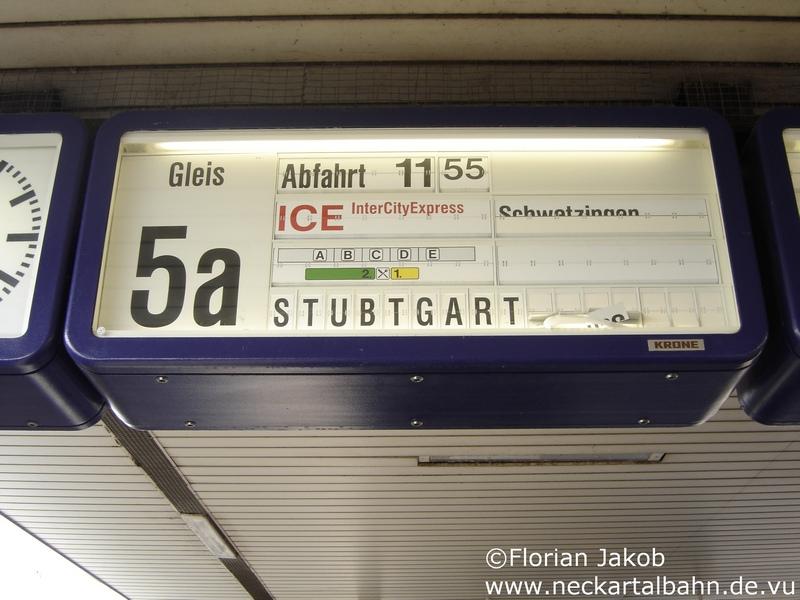 Gleis
5a
Abfahrt 11 55
ICE InterCityExpress
Schwetzingen
A B C D E
2. 1.
STUBTGART
KRONE
©Florian Jakob
www.neckartalbahn.de.vu